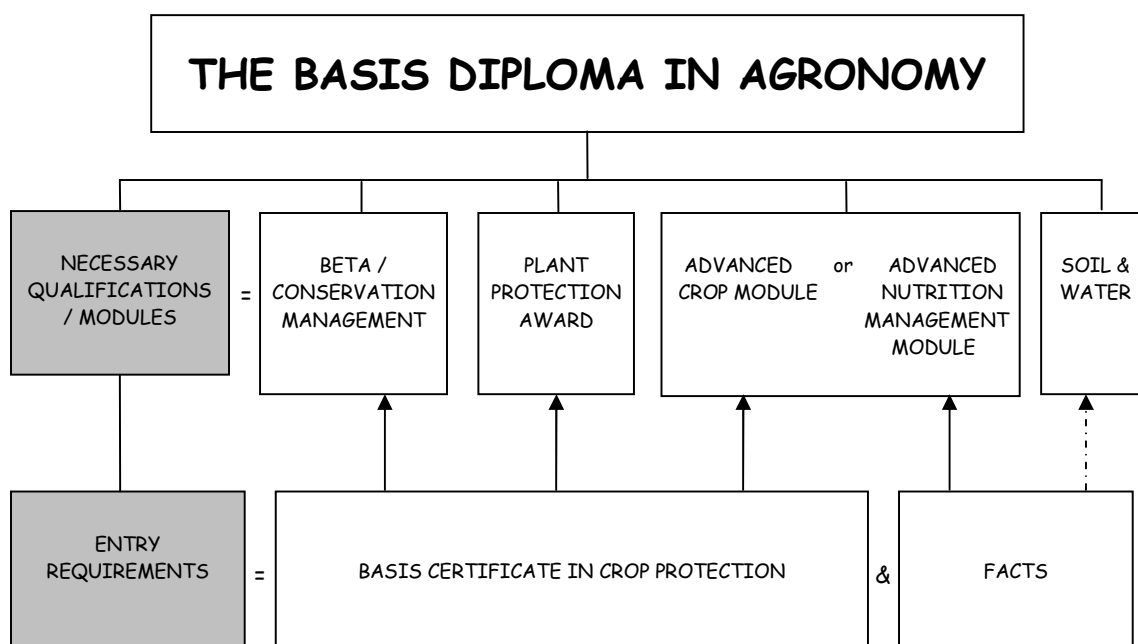 THE BASIS DIPLOMA IN AGRONOMY
NECESSARY
QUALIFICATIONS
/ MODULES
=
BETA /
CONSERVATION
MANAGEMENT
PLANT
PROTECTION
AWARD
ADVANCED
CROP MODULE
or
ADVANCED
NUTRITION
MANAGEMENT
MODULE
SOIL &
WATER
ENTRY
REQUIREMENTS
=
BASIS CERTIFICATE IN CROP PROTECTION
&
FACTS